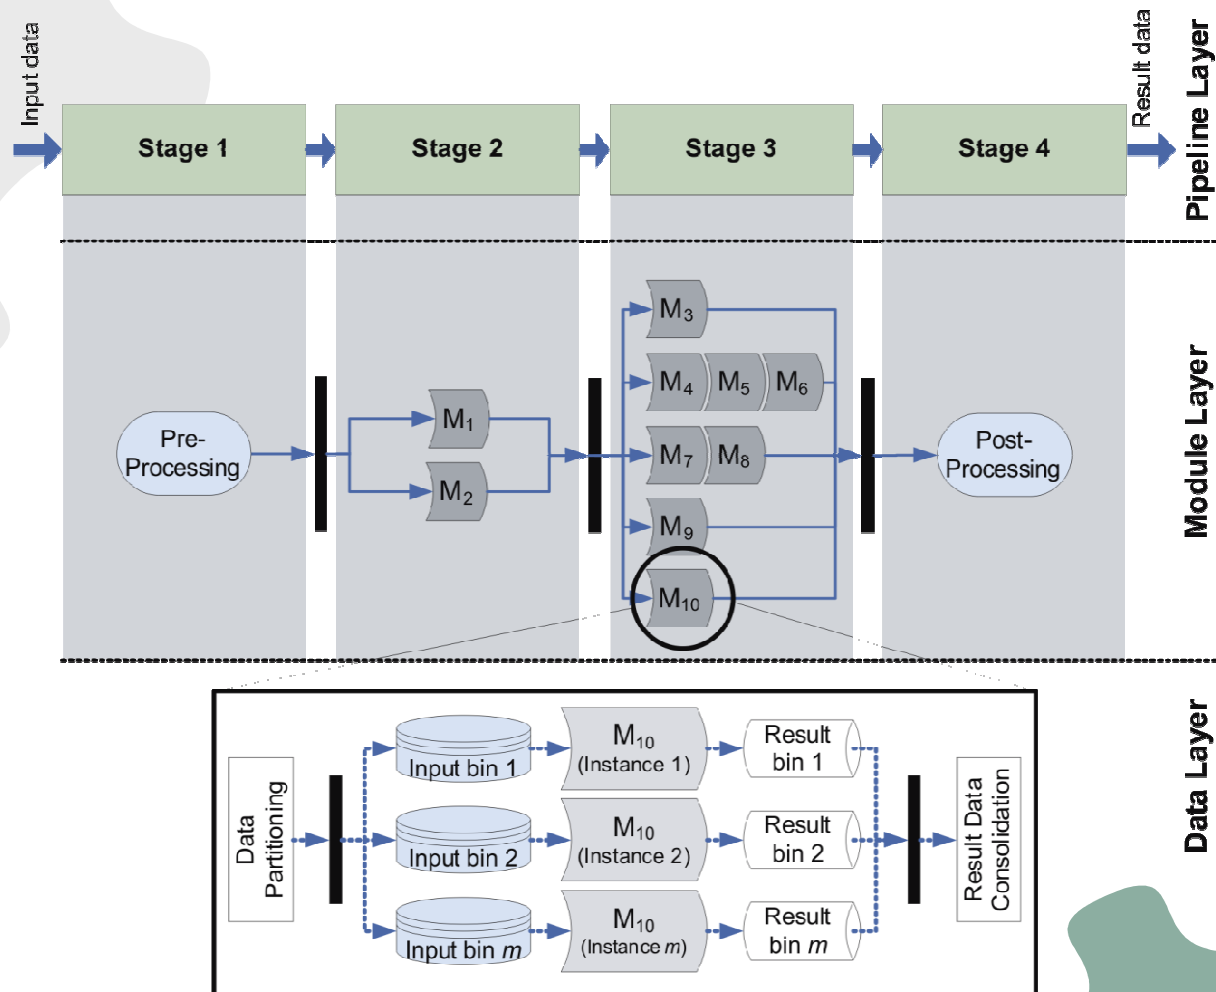 Input data
Result data
Pipeline Layer
Stage 1
Stage 2
Stage 3
Stage 4
Module Layer
Pre-
Processing
M1
M2
M3
M4 M5 M6
M7 M8
M9
M10
Post-
Processing
Data Layer
Data
Partitioning
Input bin 1
M10
(Instance 1)
Result
bin 1
Input bin 2
M10
(Instance 2)
Result
bin 2
Input bin m
M10
(Instance m)
Result
bin m
Result Data
Consolidation